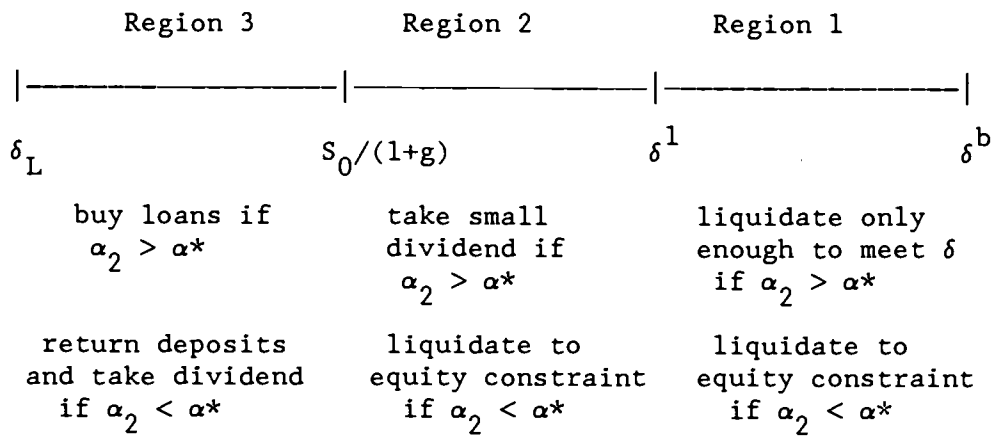 Region 3 Region 2 Region 1
δ_L S_0/(1+g) δ^1 δ^b
buy loans if take small liquidate only
α_2 > α* dividend if enough to meet δ
α_2 > α* if α_2 > α*
return deposits liquidate to liquidate to
and take dividend equity constraint equity constraint
if α_2 < α* if α_2 < α* if α_2 < α*